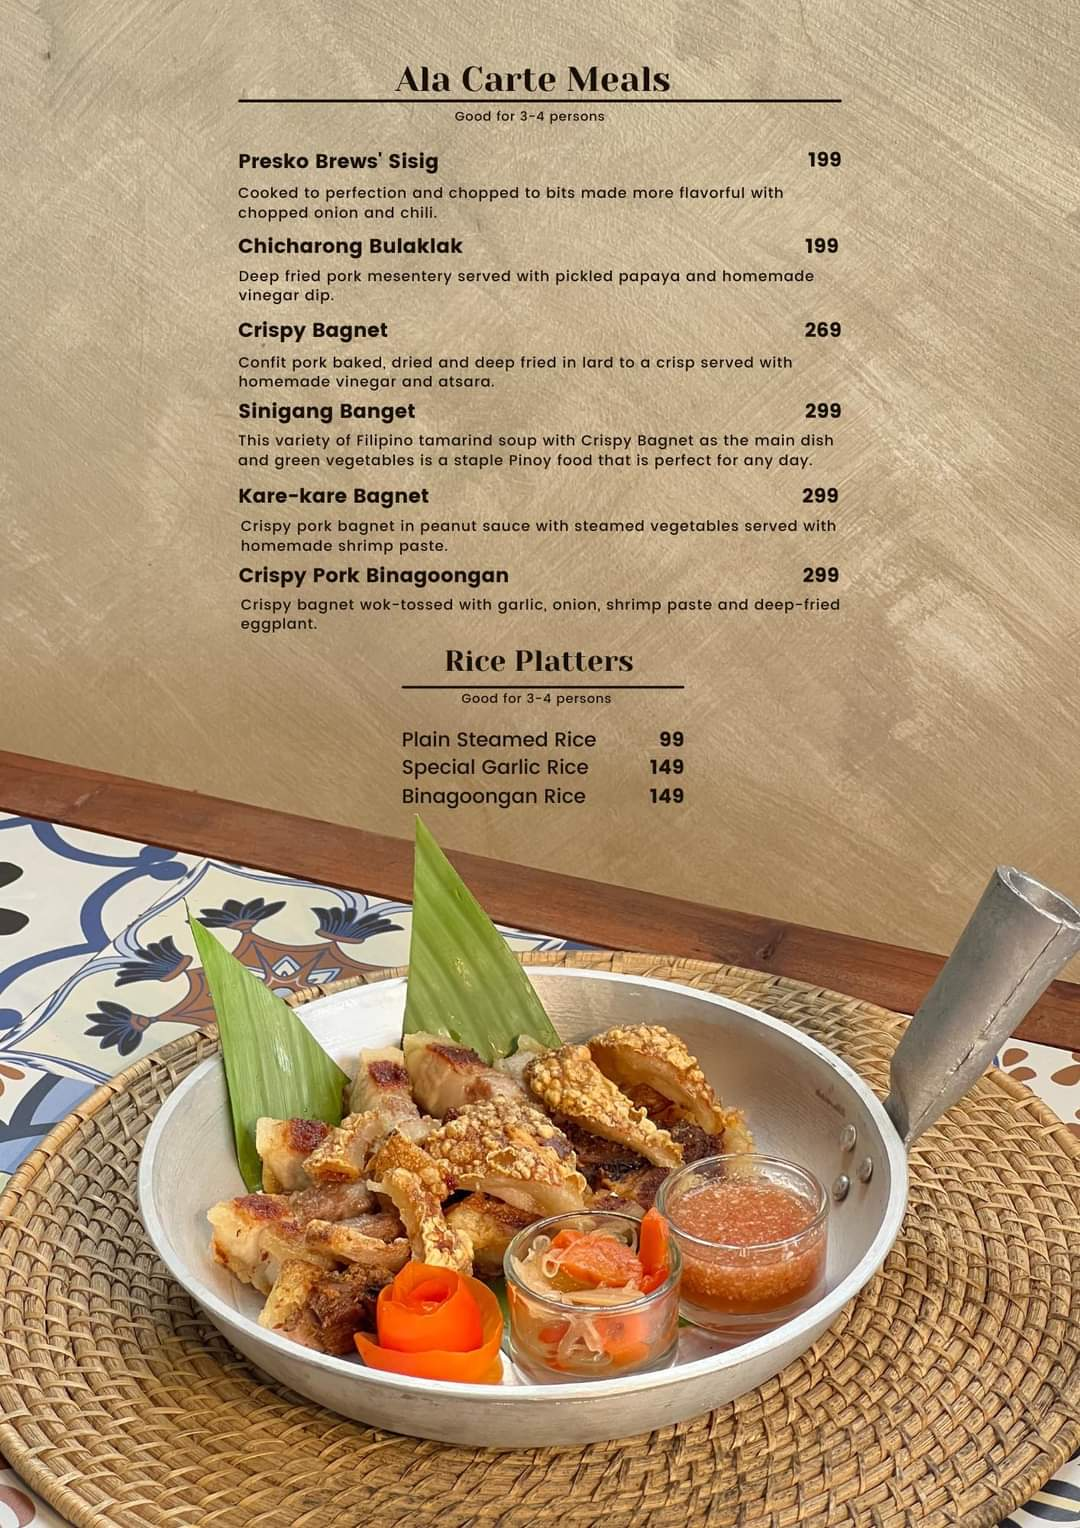 Ala Carte Meals
Good for 3-4 persons
Presko Brews' Sisig 199
Cooked to perfection and chopped to bits made more flavorful with
chopped onion and chili.
Chicharong Bulaklak 199
Deep fried pork mesentery served with pickled papaya and homemade
vinegar dip.
Crispy Bagnet 269
Confit pork baked, dried and deep fried in lard to a crisp served with
homemade vinegar and atsara.
Sinigang Banget 299
This variety of Filipino tamarind soup with Crispy Bagnet as the main dish
and green vegetables is a staple Pinoy food that is perfect for any day.
Kare-kare Bagnet 299
Crispy pork bagnet in peanut sauce with steamed vegetables served with
homemade shrimp paste.
Crispy Pork Binagoongan 299
Crispy bagnet wok-tossed with garlic, onion, shrimp paste and deep-fried
eggplant.
Rice Platters
Good for 3-4 persons
Plain Steamed Rice 99
Special Garlic Rice 149
Binagoongan Rice 149